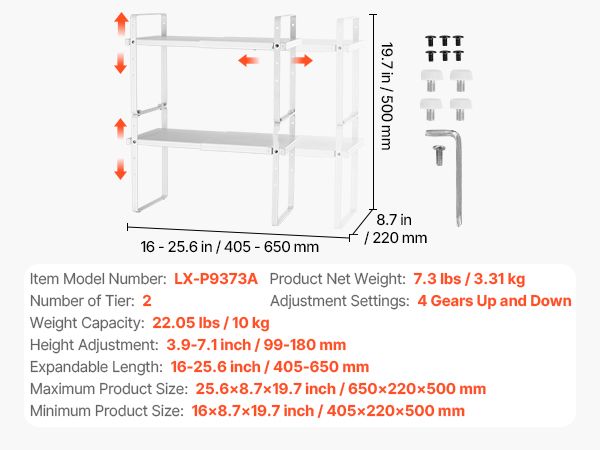 19.7 in / 500 mm
8.7 in
/ 220 mm
16 - 25.6 in / 405 - 650 mm
Item Model Number: LX-P9373A Product Net Weight: 7.3 lbs / 3.31 kg
Number of Tier: 2 Adjustment Settings: 4 Gears Up and Down
Weight Capacity: 22.05 lbs / 10 kg
Height Adjustment: 3.9-7.1 inch / 99-180 mm
Expandable Length: 16-25.6 inch / 405-650 mm
Maximum Product Size: 25.6×8.7×19.7 inch / 650×220×500 mm
Minimum Product Size: 16×8.7×19.7 inch / 405×220×500 mm